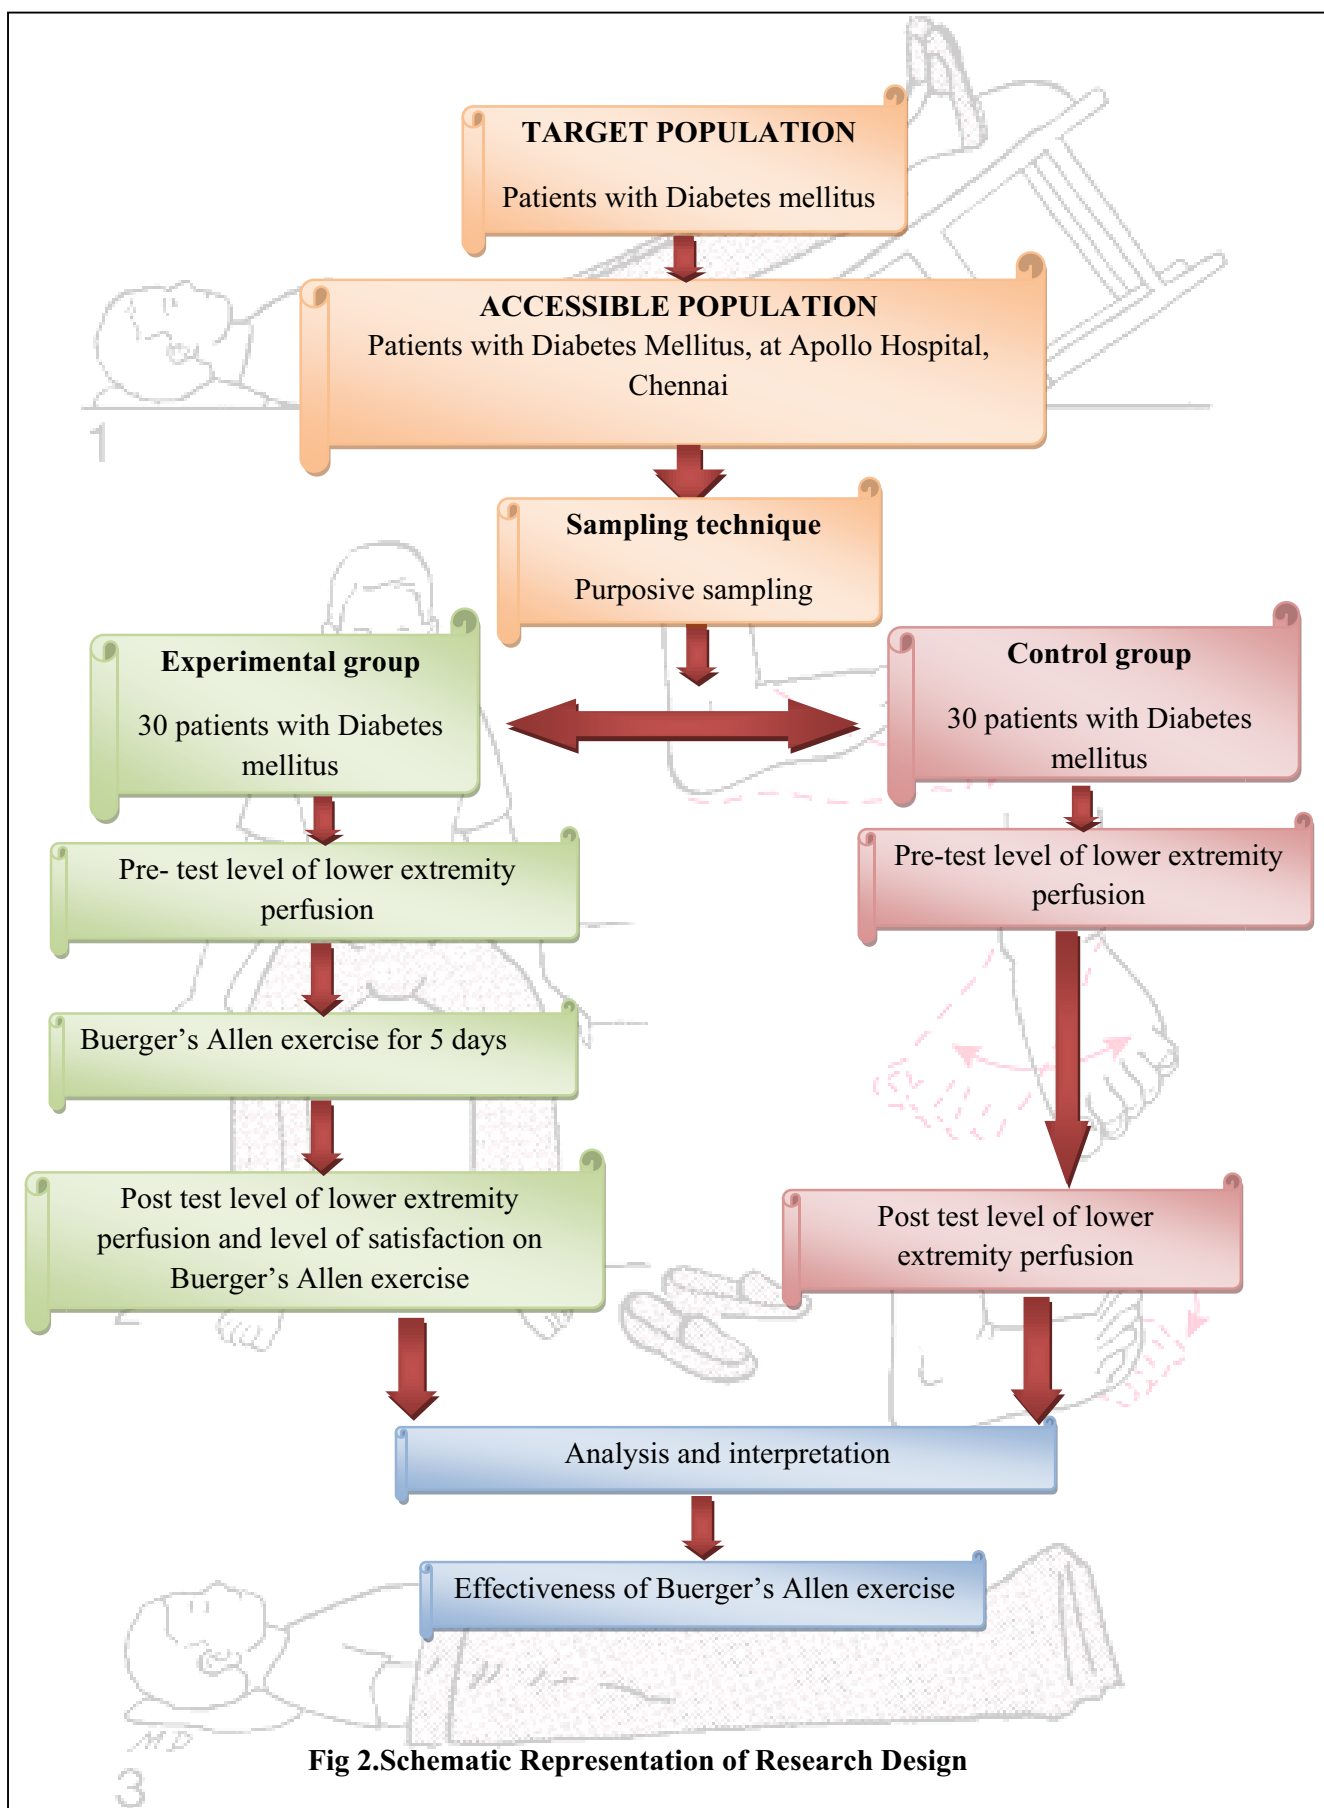 TARGET POPULATION
Patients with Diabetes mellitus
ACCESSIBLE POPULATION
Patients with Diabetes Mellitus, at Apollo Hospital,
Chennai
1
Sampling technique
Purposive sampling
Experimental group
30 patients with Diabetes
mellitus
Control group
30 patients with Diabetes
mellitus
Pre- test level of lower extremity
perfusion
Pre-test level of lower extremity
perfusion
Buerger’s Allen exercise for 5 days
Post test level of lower extremity
perfusion and level of satisfaction on
Buerger’s Allen exercise
Post test level of lower
extremity perfusion
2
Analysis and interpretation
Effectiveness of Buerger’s Allen exercise
MD
Fig 2.Schematic Representation of Research Design
3